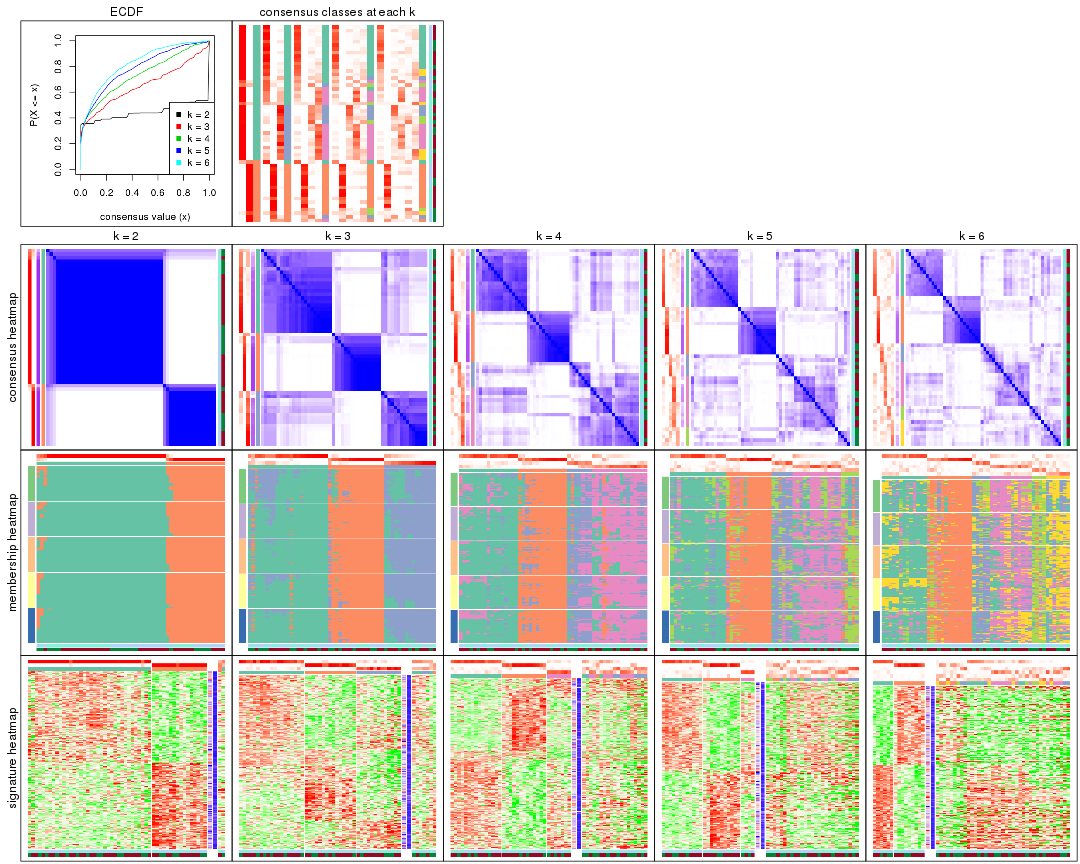 ECDF
consensus classes at each k
P(X <= x)
0.0
0.2
0.4
0.6
0.8
1.0
k = 2
k = 3
k = 4
k = 5
k = 6
0.0 0.2 0.4 0.6 0.8 1.0
consensus value (x)
k = 2
k = 3
k = 4
k = 5
k = 6
consensus heatmap
membership heatmap
signature heatmap